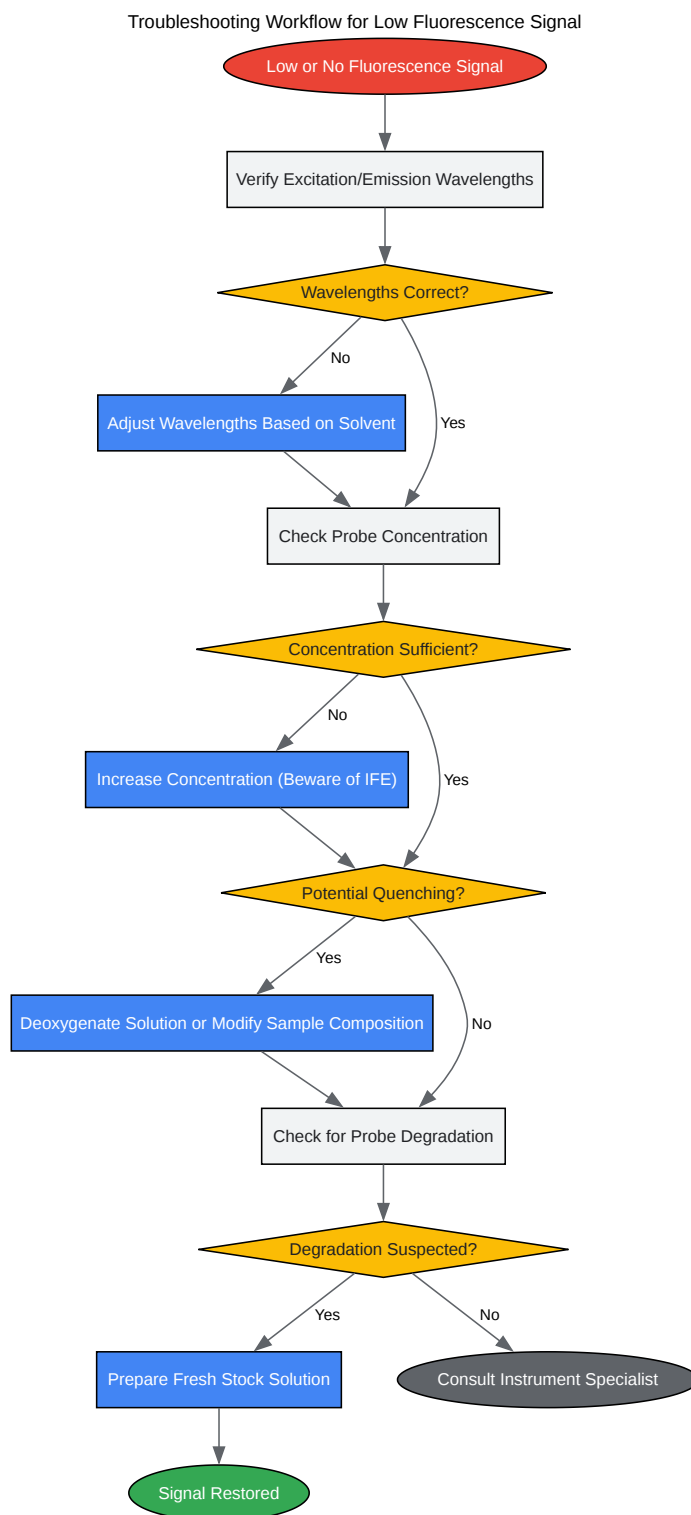 Troubleshooting Workflow for Low Fluorescence Signal
Low or No Fluorescence Signal
Verify Excitation/Emission Wavelengths
Wavelengths Correct?
No
Yes
Adjust Wavelengths Based on Solvent
Check Probe Concentration
Concentration Sufficient?
No
Yes
Increase Concentration (Beware of IFE)
Potential Quenching?
Yes
No
Deoxygenate Solution or Modify Sample Composition
Check for Probe Degradation
Degradation Suspected?
Yes
No
Prepare Fresh Stock Solution
Consult Instrument Specialist
Signal Restored